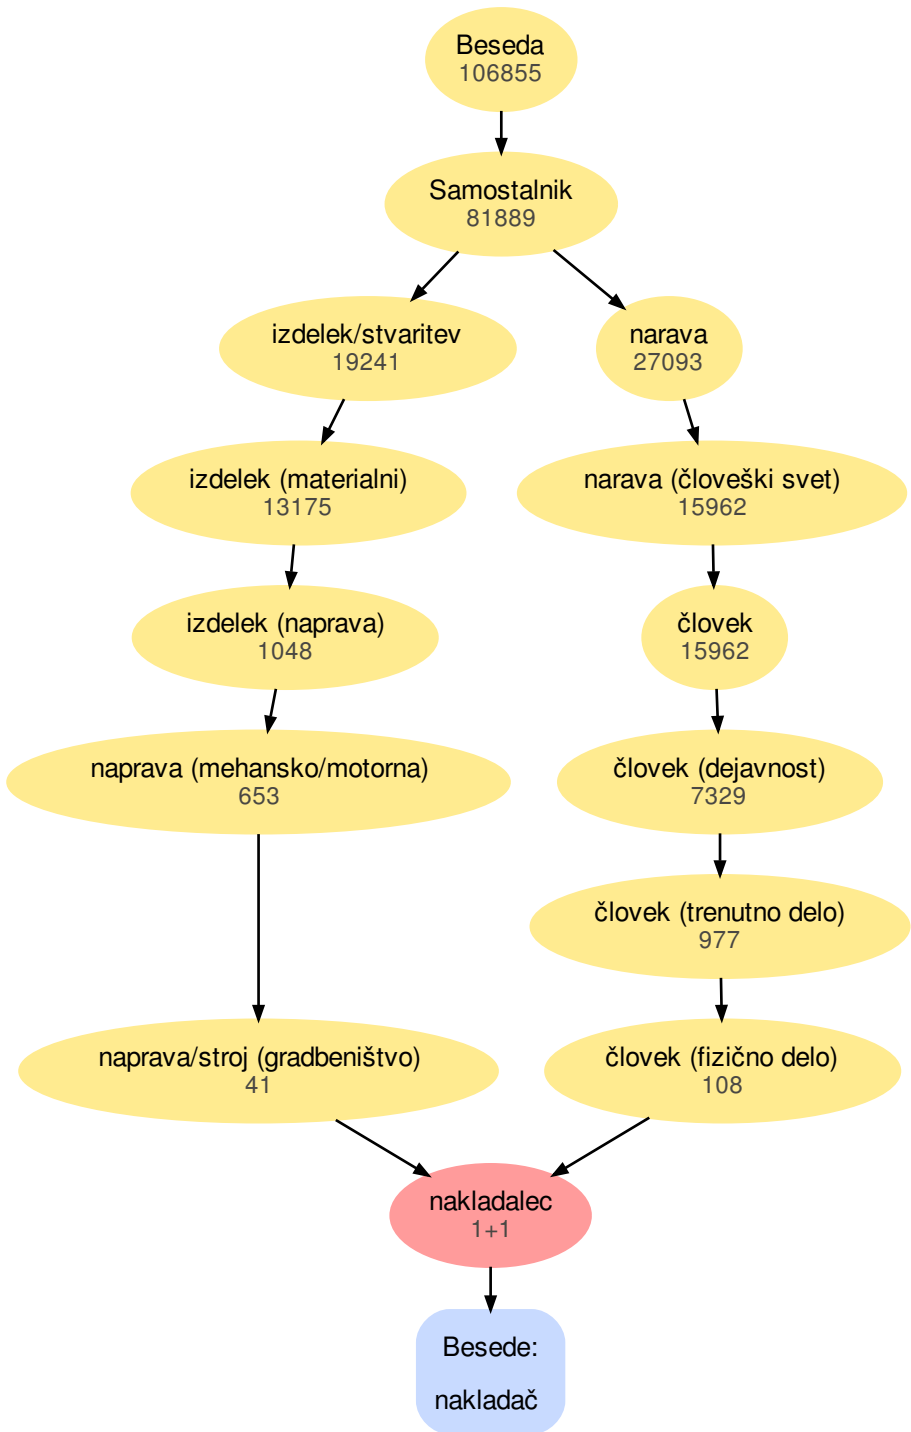 Beseda
106855
Samostalnik
81889
izdelek/stvaritev
19241
narava
27093
izdelek (materialni)
13175
narava (človeški svet)
15962
izdelek (naprava)
1048
človek
15962
naprava (mehansko/motorna)
653
človek (dejavnost)
7329
človek (trenutno delo)
977
naprava/stroj (gradbeništvo)
41
človek (fizično delo)
108
nakladalec
1+1
Besede:
nakladač